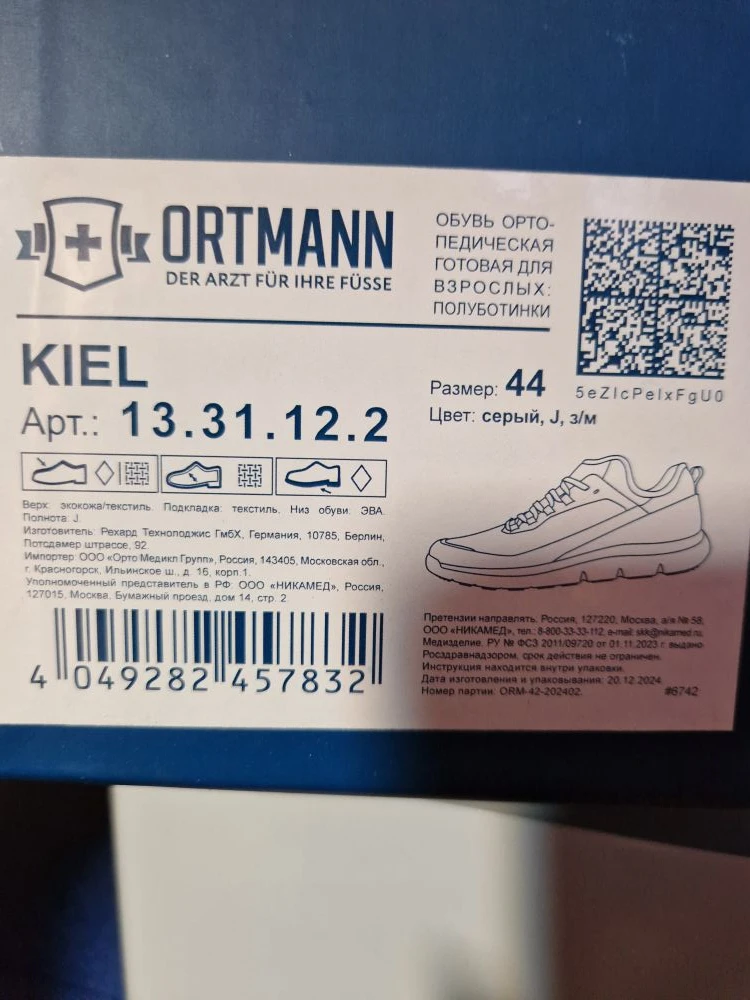 ORTMANN
DER ARZT FÜR IHRE FÜSSE
ОБУВЬ ОРТО-
ПЕДИЧЕСКАЯ
ГОТОВАЯ ДЛЯ
ВЗРОСЛЫХ:
ПОЛУБОТИНКИ
5eZIcPeIxFgU0
KIEL
Арт.: 13.31.12.2
Размер: 44
Цвет: серый, J, з/м
Верх: экокожа/текстиль. Подкладка: текстиль. Низ обуви: ЭВА.
Полнота: J.
Изготовитель: Рехард Технолоджис ГмбХ, Германия, 10785, Берлин,
Потсдамер штрассе, 92.
Импортер: ООО «Орто Медикл Групп», Россия, 143405, Московская обл.,
г. Красногорск, Ильинское ш., д. 16, корп.1.
Уполномоченный представитель в РФ: ООО «НИКАМЕД», Россия,
127015, Москва. Бумажный проезд, дом 14, стр. 2.
4 049282 457832
Претензии направлять: Россия, 127220, Москва, а/я № 58,
ООО «НИКАМЕД», тел.: 8-800-33-33-112, e-mail: skk@nikamed.ru.
Медизделие. РУ № ФСЗ 2011/09720 от 01.11.2023 г. выдано
Росздравнадзором, срок действия не ограничен.
Инструкция находится внутри упаковки.
Дата изготовления и упаковывания: 20.12.2024
Номер партии: ORM-42-202402. #6742